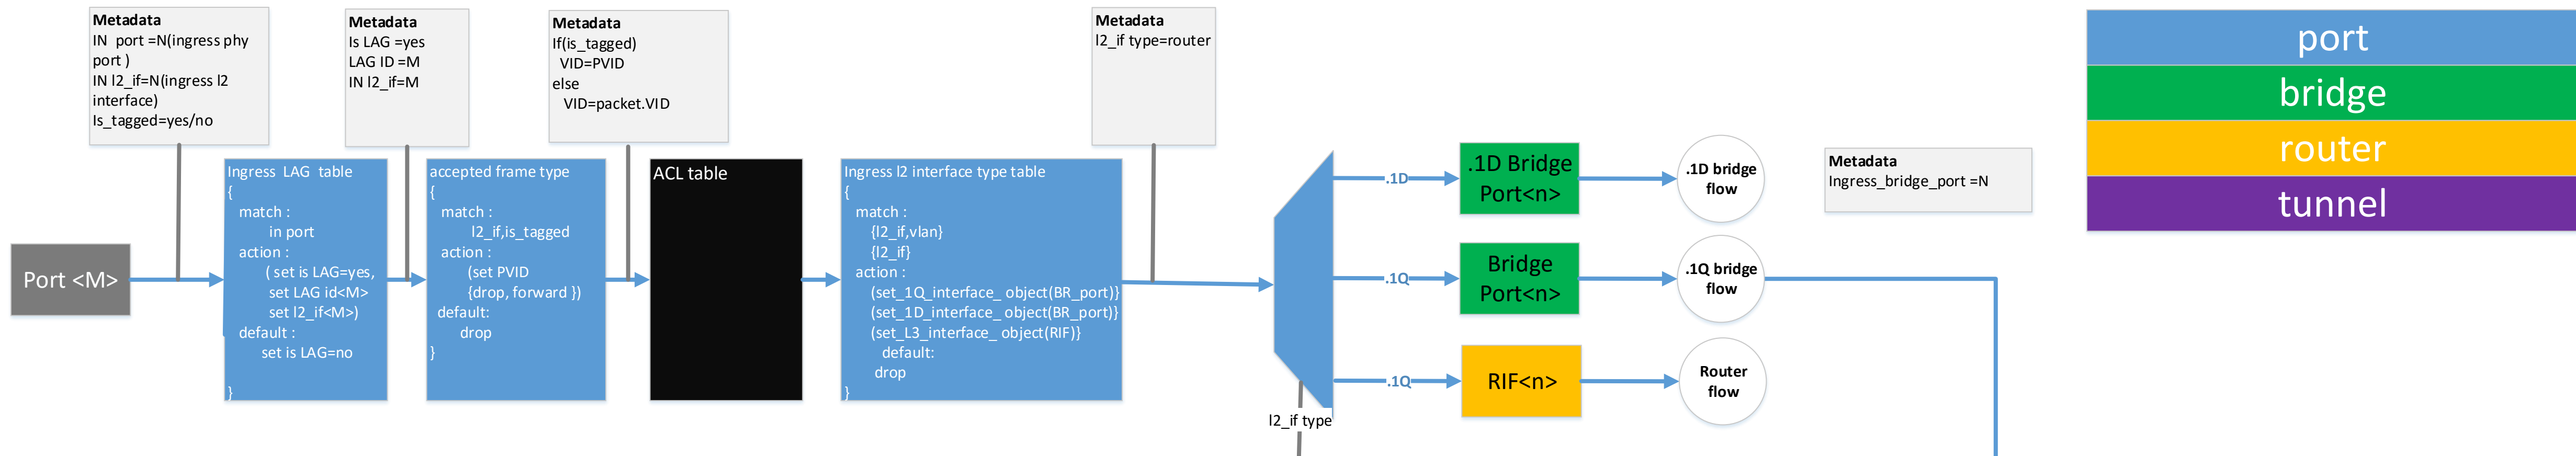 Metadata
IN port =N(ingress phy
port )
IN l2_if=N(ingress l2
interface)
Is_tagged=yes/no
Metadata
Is LAG =yes
LAG ID =M
IN l2_if=M
Metadata
If(is_tagged)
VID=PVID
else
VID=packet.VID
Metadata
l2_if type=router
port
bridge
router
tunnel
Port <M>
Ingress LAG table
{
match :
in port
action :
( set is LAG=yes,
set LAG id<M>
set l2_if<M>)
default :
set is LAG=no
}
accepted frame type
{
match :
l2_if,is_tagged
action :
(set PVID
{drop, forward })
default:
drop
}
ACL table
Ingress l2 interface type table
{
match :
{l2_if,vlan}
{l2_if}
action :
(set_1Q_interface_ object(BR_port)}
(set_1D_interface_ object(BR_port)}
(set_L3_interface_ object(RIF)}
default:
drop
}
l2_if type
.1D
.1D Bridge
Port<n>
.1D bridge
flow
Metadata
Ingress_bridge_port =N
.1Q
Bridge
Port<n>
.1Q bridge
flow
.1Q
RIF<n>
Router
flow